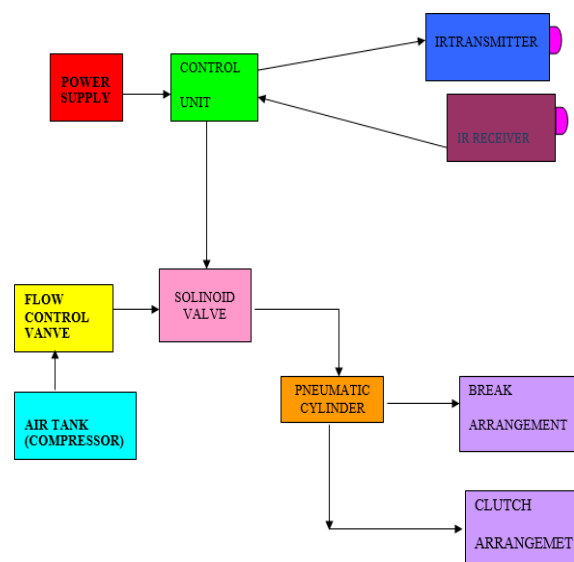 IRTRANSMITTER
CONTROL
UNIT
POWER
SUPPLY
IR RECEIVER
SOLINOID
VALVE
FLOW
CONTROL
VANVE
PNEUMATIC
CYLINDER
BREAK
ARRANGEMENT
AIR TANK
(COMPRESSOR)
CLUTCH
ARRANGEMET